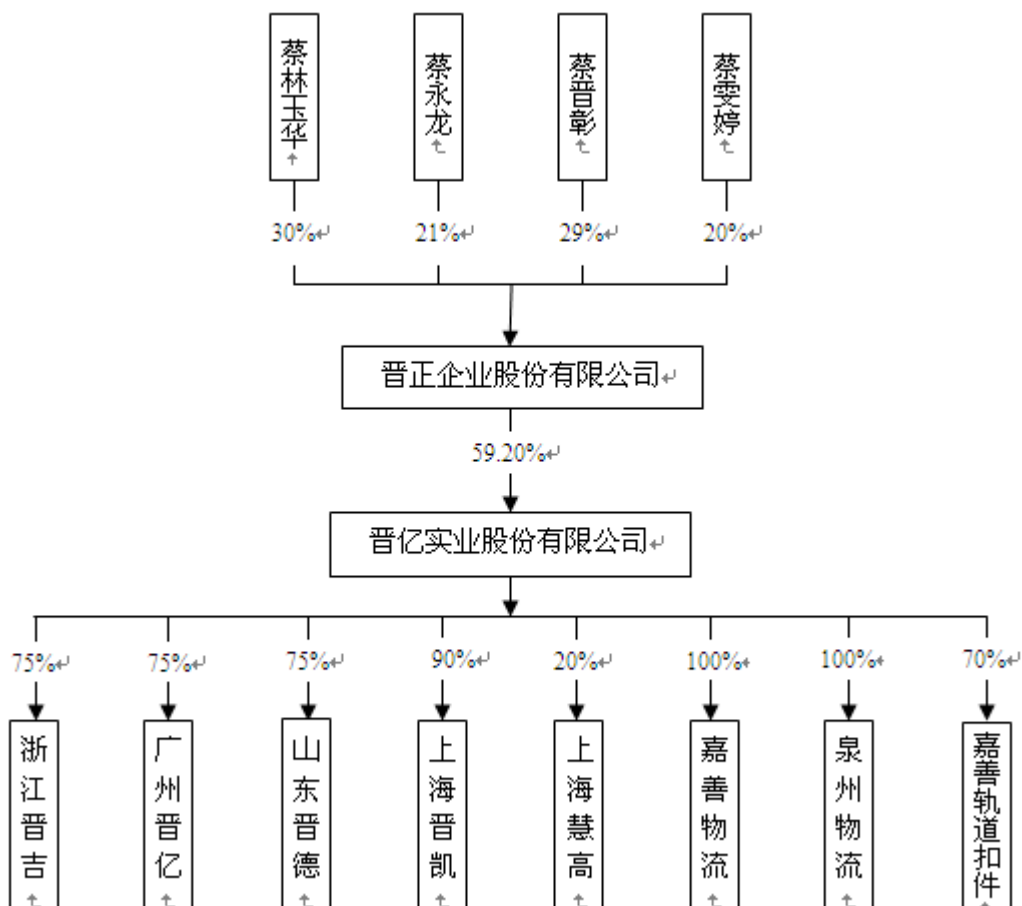 蔡林玉华
蔡永龙
蔡晋彰
蔡雯婷
30%
21%
29%
20%
晋正企业股份有限公司
59.20%
晋亿实业股份有限公司
75%
75%
75%
90%
20%
100%
100%
70%
浙江晋吉
广州晋亿
山东晋德
上海晋凯
上海慧高
嘉善物流
泉州物流
嘉善轨道扣件